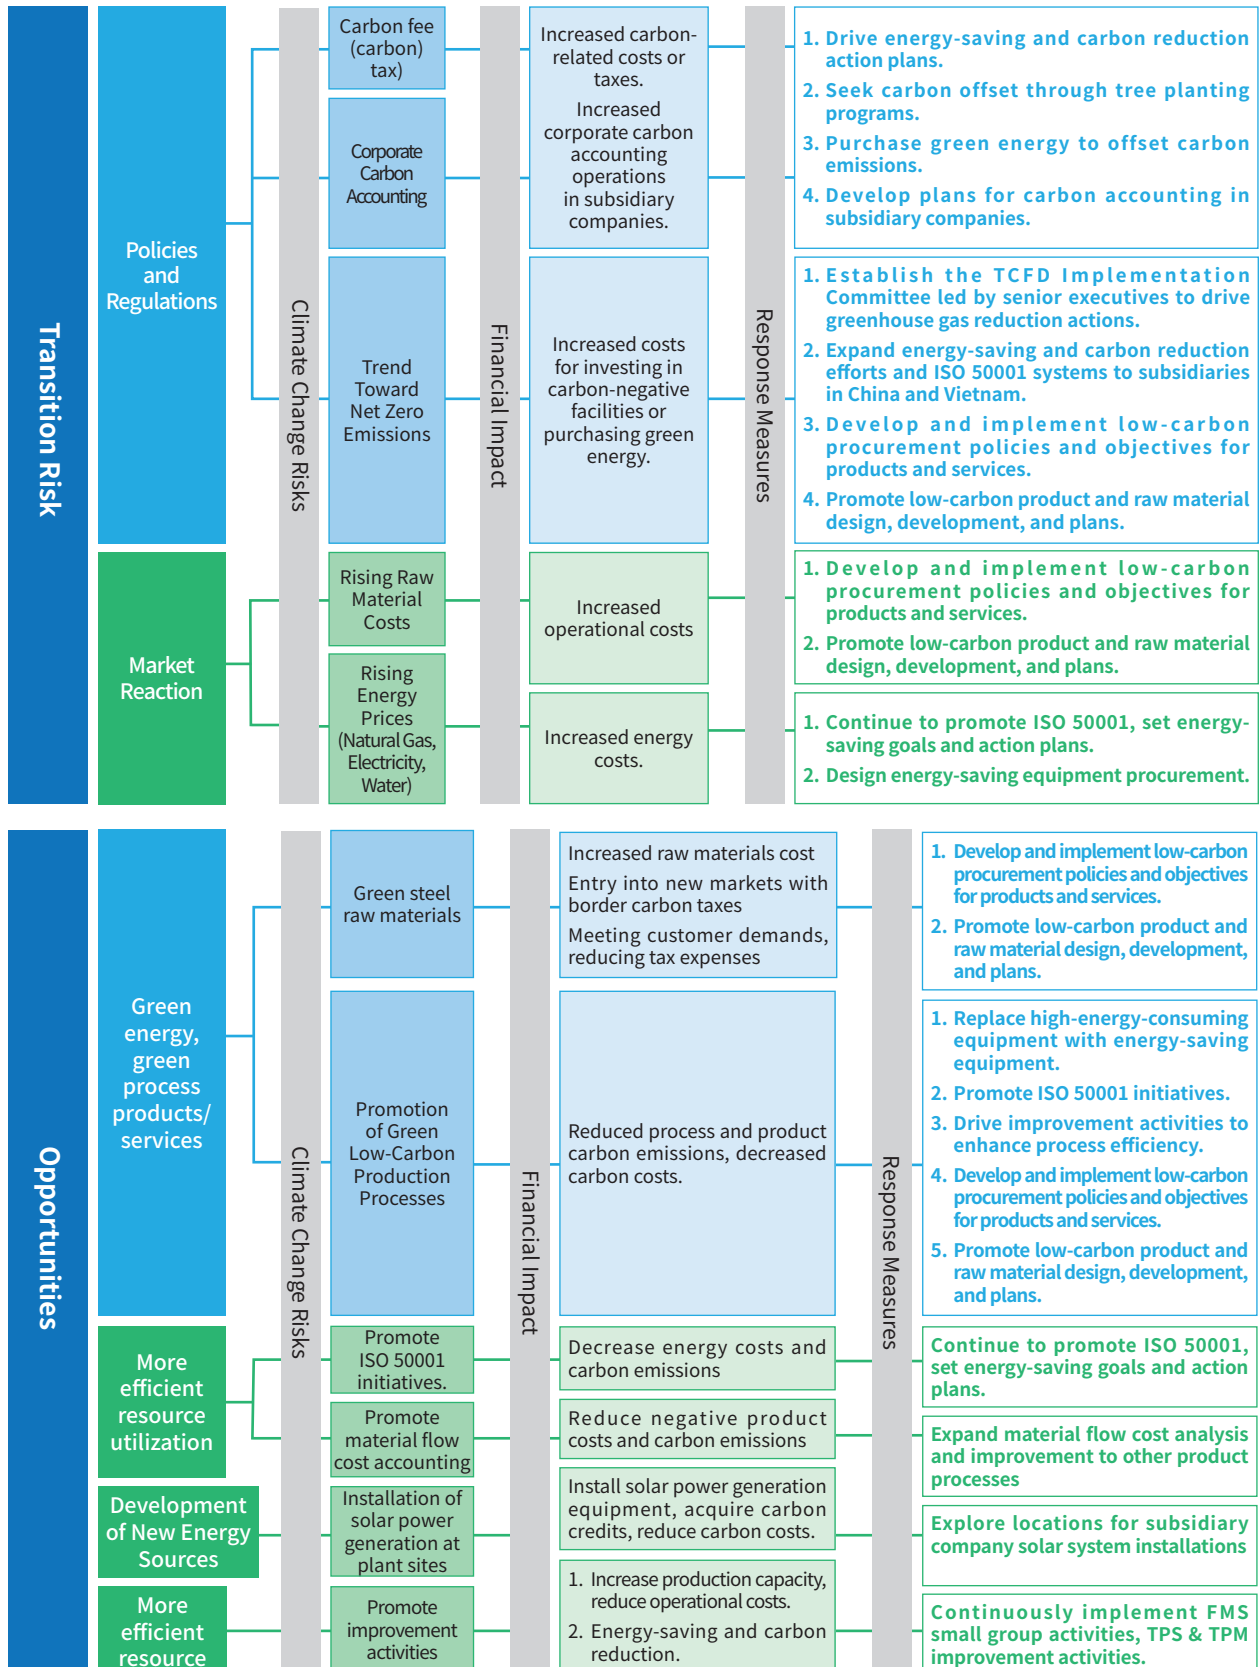 Transition Risk
Policies
and
Regulations
Climate Change Risks
Carbon fee
(carbon)
tax)
Corporate
Carbon
Accounting
Financial Impact
Increased carbon-
related costs or
taxes.
Increased
corporate carbon
accounting
operations
in subsidiary
companies.
Response Measures
1. Drive energy-saving and carbon reduction
action plans.
2. Seek carbon offset through tree planting
programs.
3. Purchase green energy to offset carbon
emissions.
4. Develop plans for carbon accounting in
subsidiary companies.
Trend
Toward
Net Zero
Emissions
Increased costs
for investing in
carbon-negative
facilities or
purchasing green
energy.
1. Establish the TCFD Implementation
Committee led by senior executives to drive
greenhouse gas reduction actions.
2. Expand energy-saving and carbon reduction
efforts and ISO 50001 systems to subsidiaries
in China and Vietnam.
3. Develop and implement low-carbon
procurement policies and objectives for
products and services.
4. Promote low-carbon product and raw material
design, development, and plans.
Market
Reaction
Rising Raw
Material
Costs
Increased
operational costs
1. Develop and implement low-carbon
procurement policies and objectives for
products and services.
2. Promote low-carbon product and raw material
design, development, and plans.
Rising
Energy
Prices
(Natural Gas,
Electricity,
Water)
Increased energy
costs.
1. Continue to promote ISO 50001, set energy-
saving goals and action plans.
2. Design energy-saving equipment procurement.
Opportunities
Green
energy,
green
process
products/
services
Climate Change Risks
Green steel
raw materials
Financial Impact
Increased raw materials cost
Entry into new markets with
border carbon taxes
Meeting customer demands,
reducing tax expenses
Response Measures
1. Develop and implement low-carbon
procurement policies and objectives
for products and services.
2. Promote low-carbon product and
raw material design, development,
and plans.
Promotion
of Green
Low-Carbon
Production
Processes
Reduced process and product
carbon emissions, decreased
carbon costs.
1. Replace high-energy-consuming
equipment with energy-saving
equipment.
2. Promote ISO 50001 initiatives.
3. Drive improvement activities to
enhance process efficiency.
4. Develop and implement low-carbon
procurement policies and objectives
for products and services.
5. Promote low-carbon product and
raw material design, development,
and plans.
More
efficient
resource
utilization
Promote
ISO 50001
initiatives.
Decrease energy costs and
carbon emissions
Continue to promote ISO 50001,
set energy-saving goals and action
plans.
Promote
material flow
cost accounting
Reduce negative product
costs and carbon emissions
Expand material flow cost analysis
and improvement to other product
processes
Development
of New Energy
Sources
Installation of
solar power
generation at
plant sites
Install solar power generation
equipment, acquire carbon
credits, reduce carbon costs.
Explore locations for subsidiary
company solar system installations
More
efficient
resource
Promote
improvement
activities
1. Increase production capacity,
reduce operational costs.
2. Energy-saving and carbon
reduction.
Continuously implement FMS
small group activities, TPS & TPM
improvement activities.